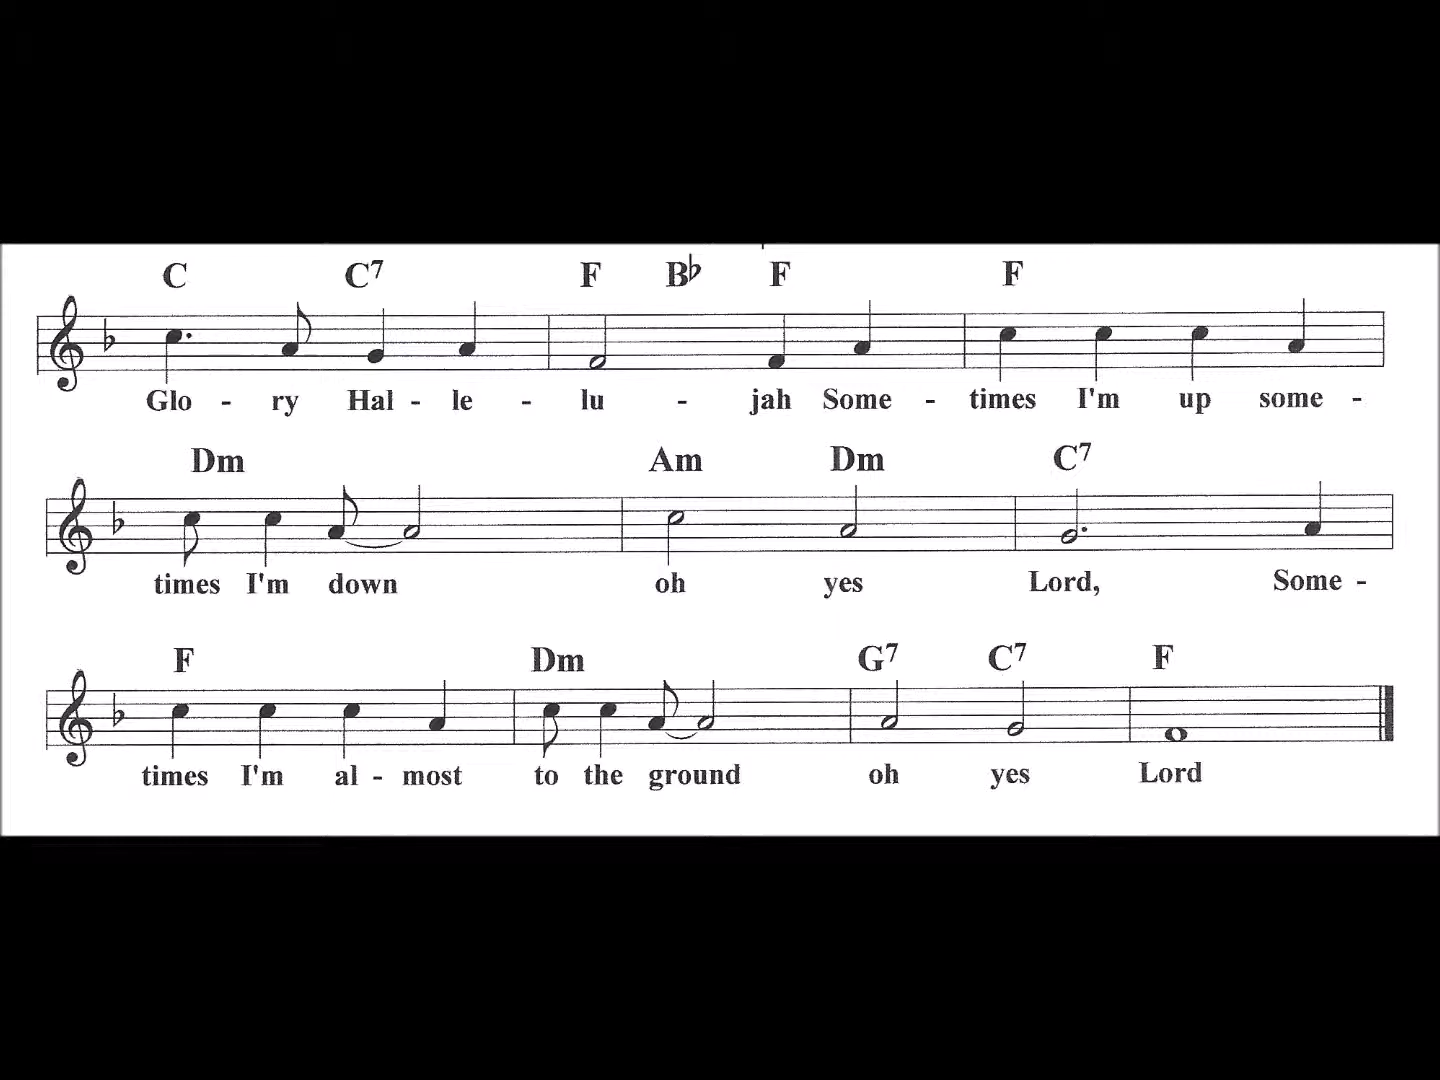 C C7 F B♭ F F
Glo - ry Hal - le - lu - jah Some - times I'm up some -
Dm Am Dm C7
times I'm down oh yes Lord, Some -
F Dm G7 C7 F
times I'm al - most to the ground oh yes Lord